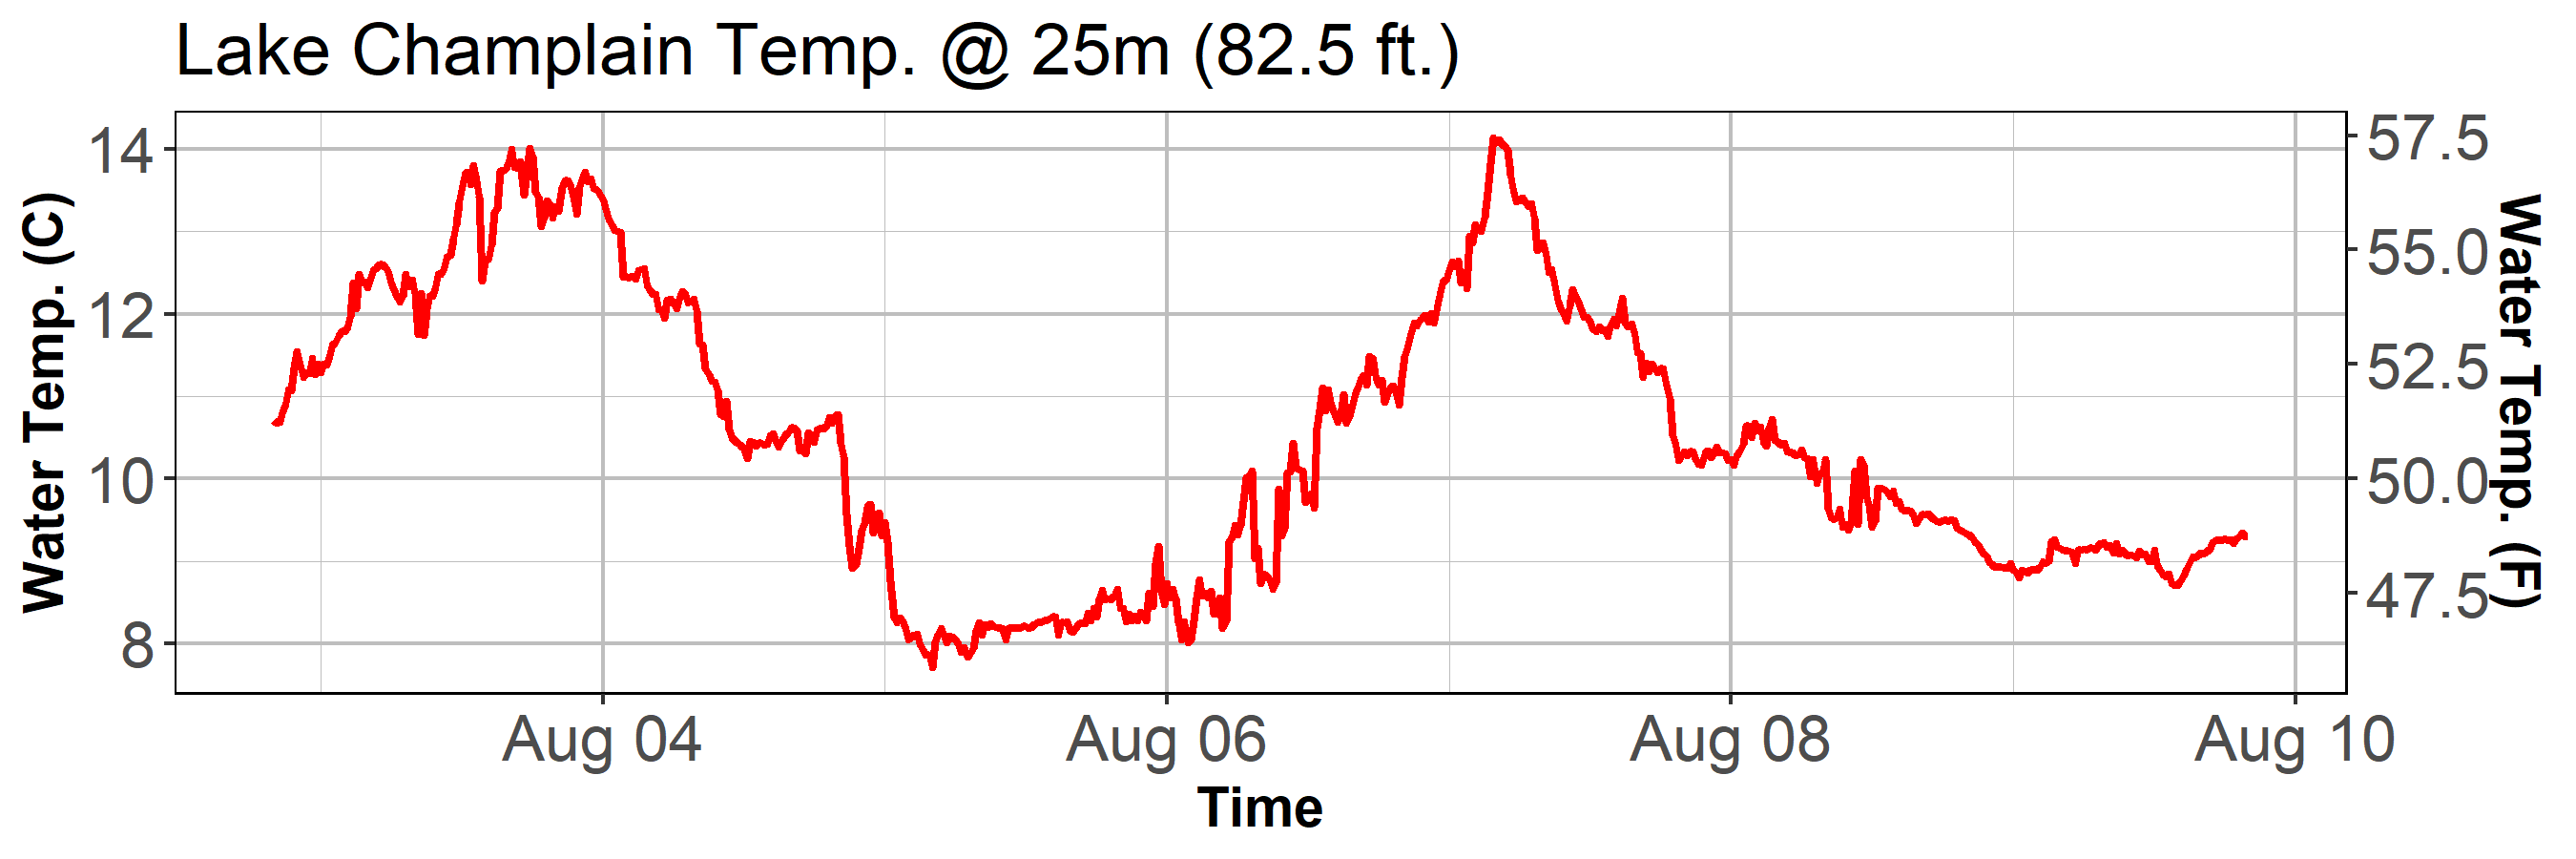 Lake Champlain Temp. @ 25m (82.5 ft.)
Water Temp. (C)
14
12
10
8
57.5
55.0
52.5
50.0
47.5
Water Temp. (F)
Aug 04
Aug 06
Aug 08
Aug 10
Time